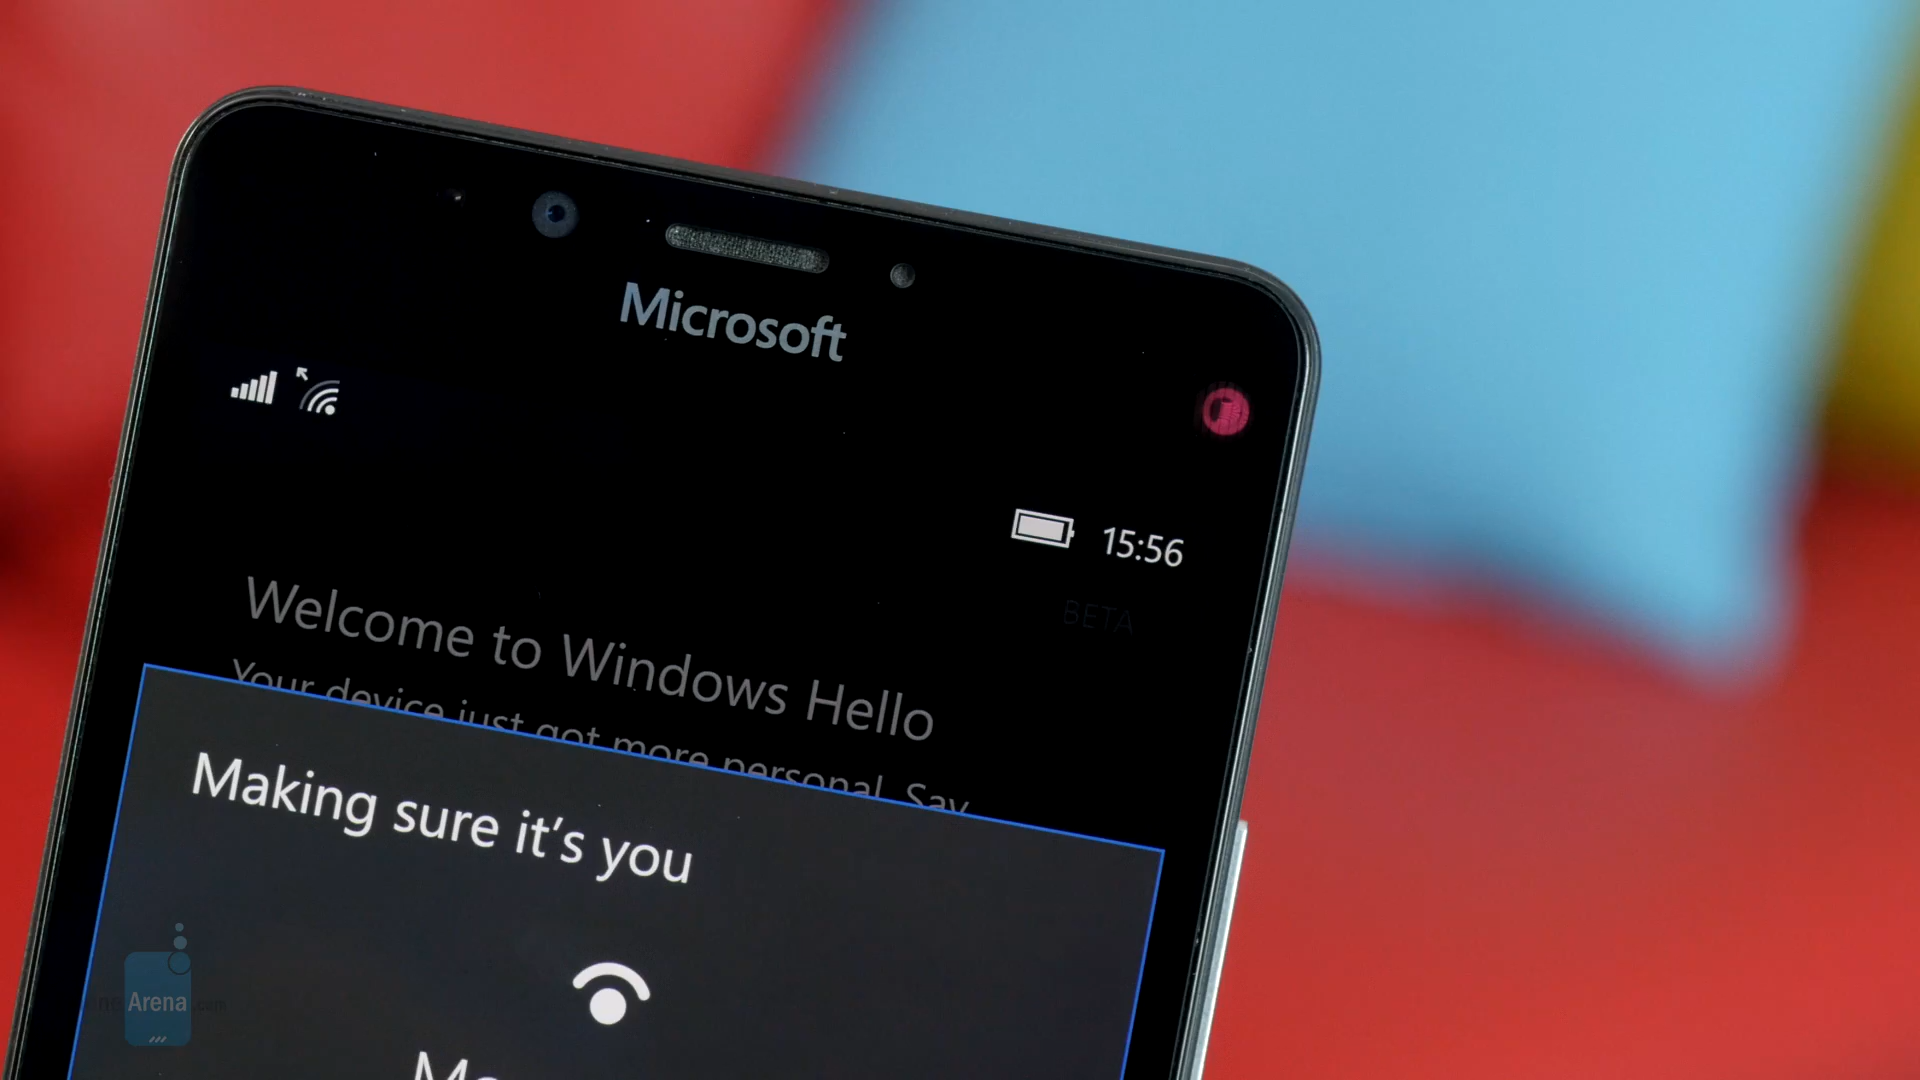 Microsoft
15:56
BETA
Welcome to Windows Hello
Your device just got more personal. Say
Making sure it's you
Arena.com